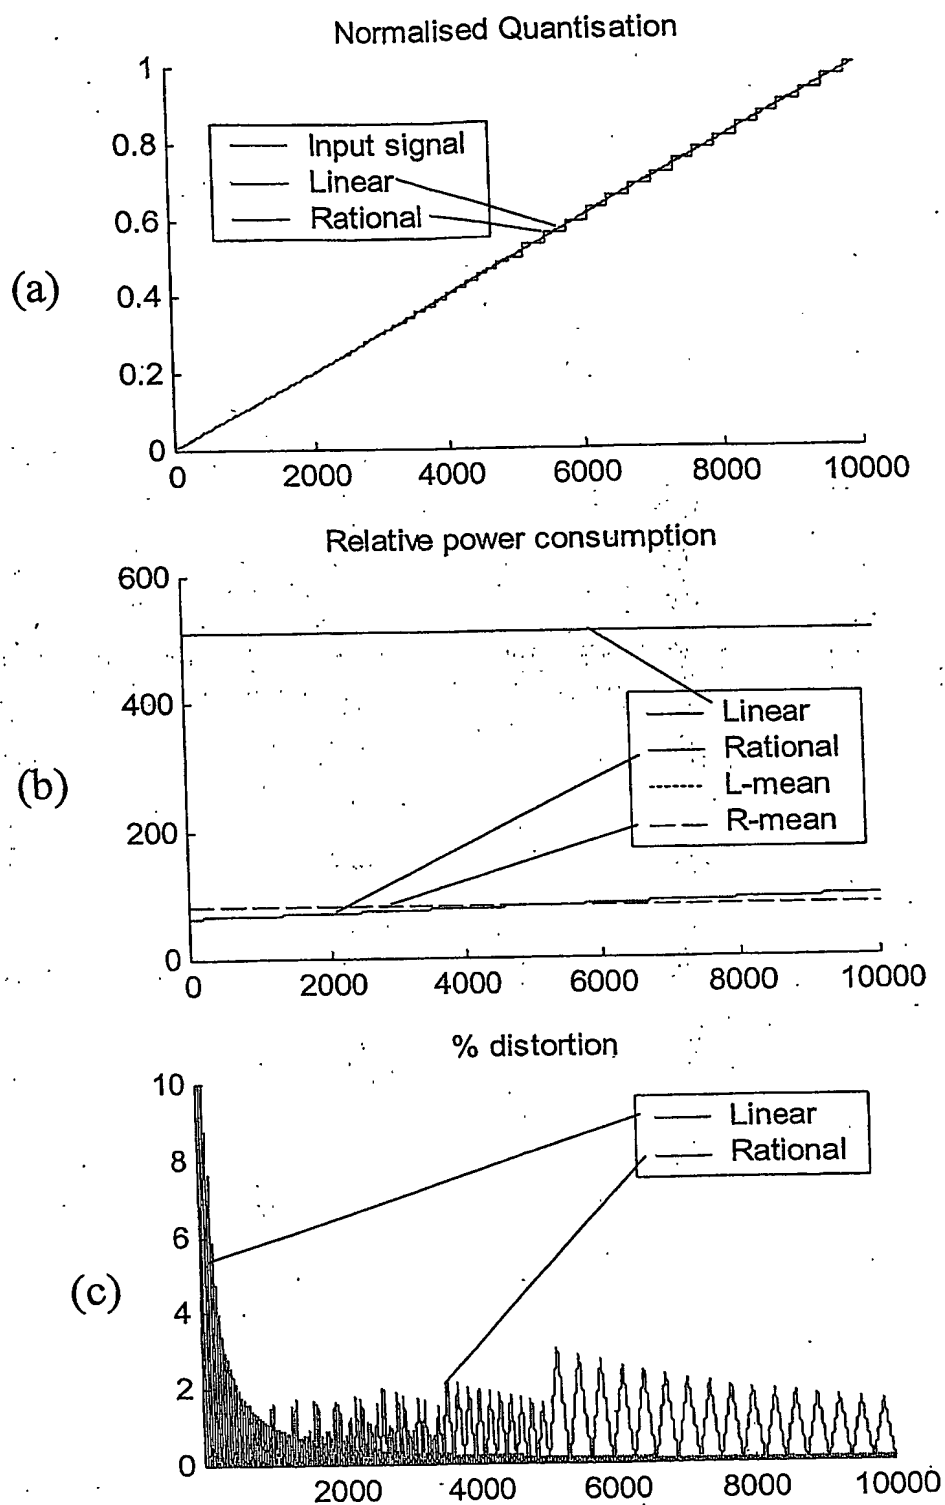 Normalised Quantisation
1
0.8
0.6
0.4
0.2
0
Input signal
Linear
Rational
(a)
0 2000 4000 6000 8000 10000
Relative power consumption
600
400
200
0
Linear
Rational
L-mean
R-mean
(b)
0 2000 4000 6000 8000 10000
% distortion
10
8
6
4
2
0
Linear
Rational
(c)
2000 4000 6000 8000 10000